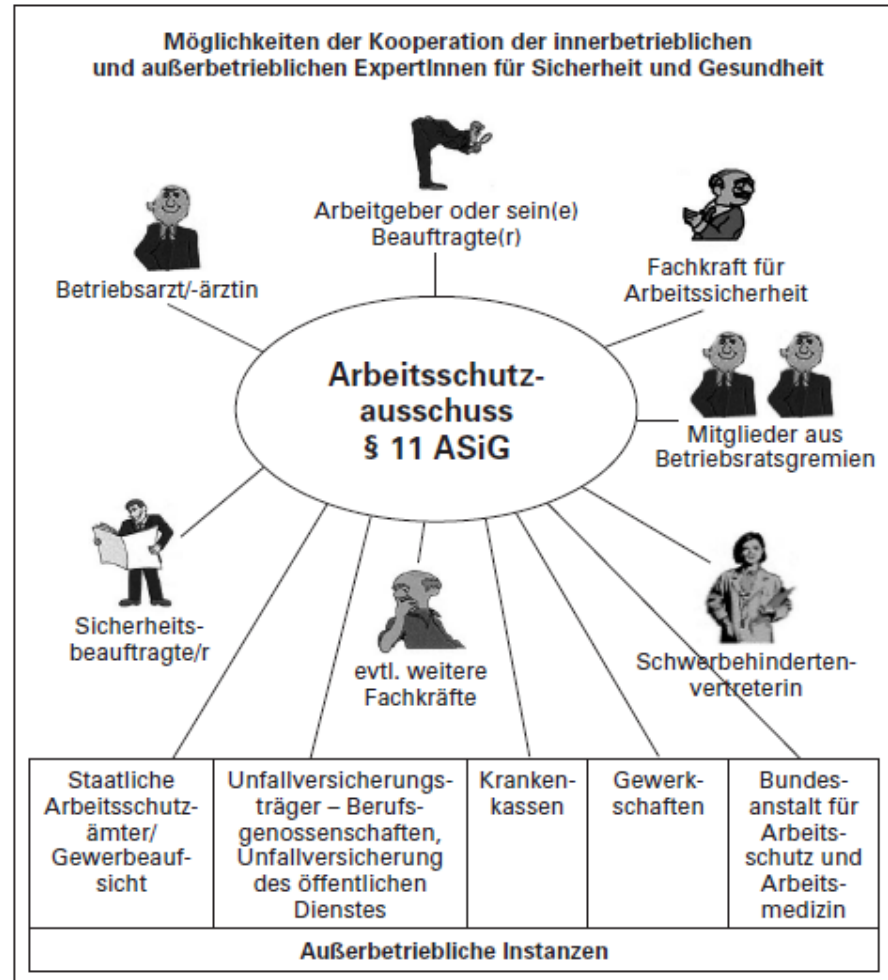 Möglichkeiten der Kooperation der innerbetrieblichen
und außerbetrieblichen ExpertInnen für Sicherheit und Gesundheit
Arbeitgeber oder sein(e)
Beauftragte(r)
Betriebsarzt/-ärztin
Fachkraft für
Arbeitssicherheit
Arbeitsschutz-
ausschuss
§ 11 ASiG
Mitglieder aus
Betriebsratsgremien
Sicherheits-
beauftragte/r
evtl. weitere
Fachkräfte
Schwerbehinderten-
vertreterin
Staatliche
Arbeitsschutz-
ämter/
Gewerbeauf-
sicht
Unfallversicherungs-
träger – Berufs-
genossenschaften,
Unfallversicherung
des öffentlichen
Dienstes
Kranken-
kassen
Gewerk-
schaften
Bundes-
anstalt für
Arbeits-
schutz und
Arbeits-
medizin
Außerbetriebliche Instanzen